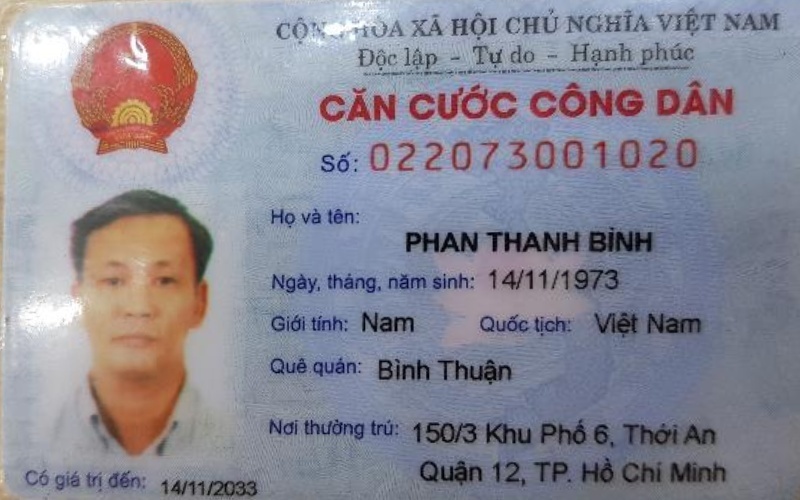 CỘNG HÒA XÃ HỘI CHỦ NGHĨA VIỆT NAM
Độc lập - Tự do - Hạnh phúc
CĂN CƯỚC CÔNG DÂN
Số: 022073001020
Họ và tên:
PHAN THANH BÌNH
Ngày, tháng, năm sinh: 14/11/1973
Giới tính: Nam Quốc tịch: Việt Nam
Quê quán: Bình Thuận
Nơi thường trú: 150/3 Khu Phố 6, Thới An
Quận 12, TP. Hồ Chí Minh
Có giá trị đến: 14/11/2033